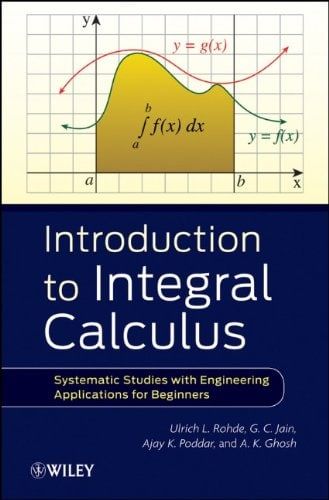 y
y = g(x)
b
∫ f(x) dx
a
y = f(x)
a
b
x
Introduction
to Integral
Calculus
Systematic Studies with Engineering
Applications for Beginners
Ulrich L. Rohde, G. C. Jain,
Ajay K. Poddar, and A. K. Ghosh
WILEY